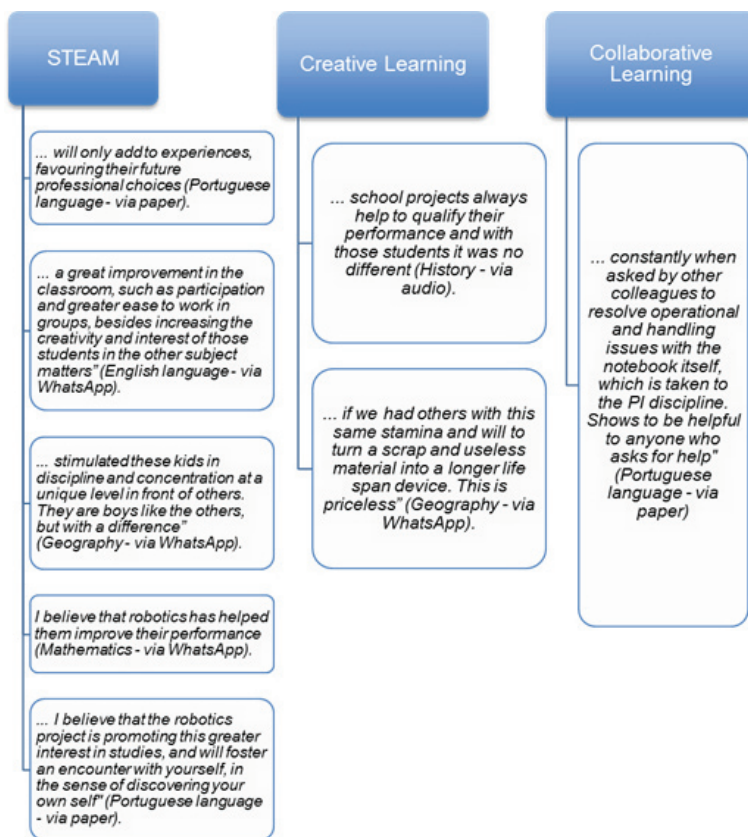 STEAM
... will only add to experiences,
favouring their future
professional choices (Portuguese
language - via paper).
... a great improvement in the
classroom, such as participation
and greater ease to work in
groups, besides increasing the
creativity and interest of those
students in the other subject
matters" (English language - via
WhatsApp).
... stimulated these kids in
discipline and concentration at a
unique level in front of others.
They are boys like the others,
but with a difference"
(Geography - via WhatsApp).
I believe that robotics has helped
them improve their performance
(Mathematics - via WhatsApp).
... I believe that the robotics
project is promoting this greater
interest in studies, and will foster
an encounter with yourself, in
the sense of discovering your
own self" (Portuguese language
- via paper).
Creative Learning
... school projects always
help to qualify their
performance and with
those students it was no
different (History - via
audio).
... if we had others with this
same stamina and will to
turn a scrap and useless
material into a longer life
span device. This is
priceless" (Geography - via
WhatsApp).
Collaborative
Learning
... constantly when
asked by other
colleagues to
resolve operational
and handling
issues with the
notebook itself,
which is taken to
the PI discipline.
Shows to be helpful
to anyone who
asks for help"
(Portuguese
language - via
paper)